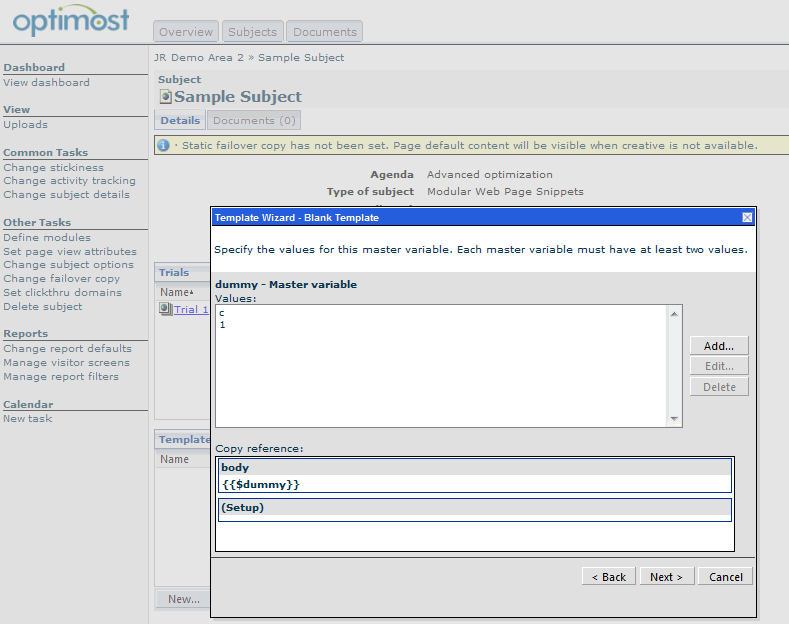 optimost
Overview
Subjects
Documents
Dashboard
View dashboard
View
Uploads
Common Tasks
Change stickiness
Change activity tracking
Change subject details
Other Tasks
Define modules
Set page view attributes
Change subject options
Change failover copy
Set clickthru domains
Delete subject
Reports
Change report defaults
Manage visitor screens
Manage report filters
Calendar
New task
JR Demo Area 2 » Sample Subject
Subject
Sample Subject
Details
Documents (0)
· Static failover copy has not been set. Page default content will be visible when creative is not available.
Agenda Advanced optimization
Type of subject Modular Web Page Snippets
Trials
Name
Trial 1
Template
Name
New...
Template Wizard - Blank Template
Specify the values for this master variable. Each master variable must have at least two values.
dummy - Master variable
Values:
c
1
Add...
Edit...
Delete
Copy reference:
body
{{$dummy}}
(Setup)
< Back
Next >
Cancel